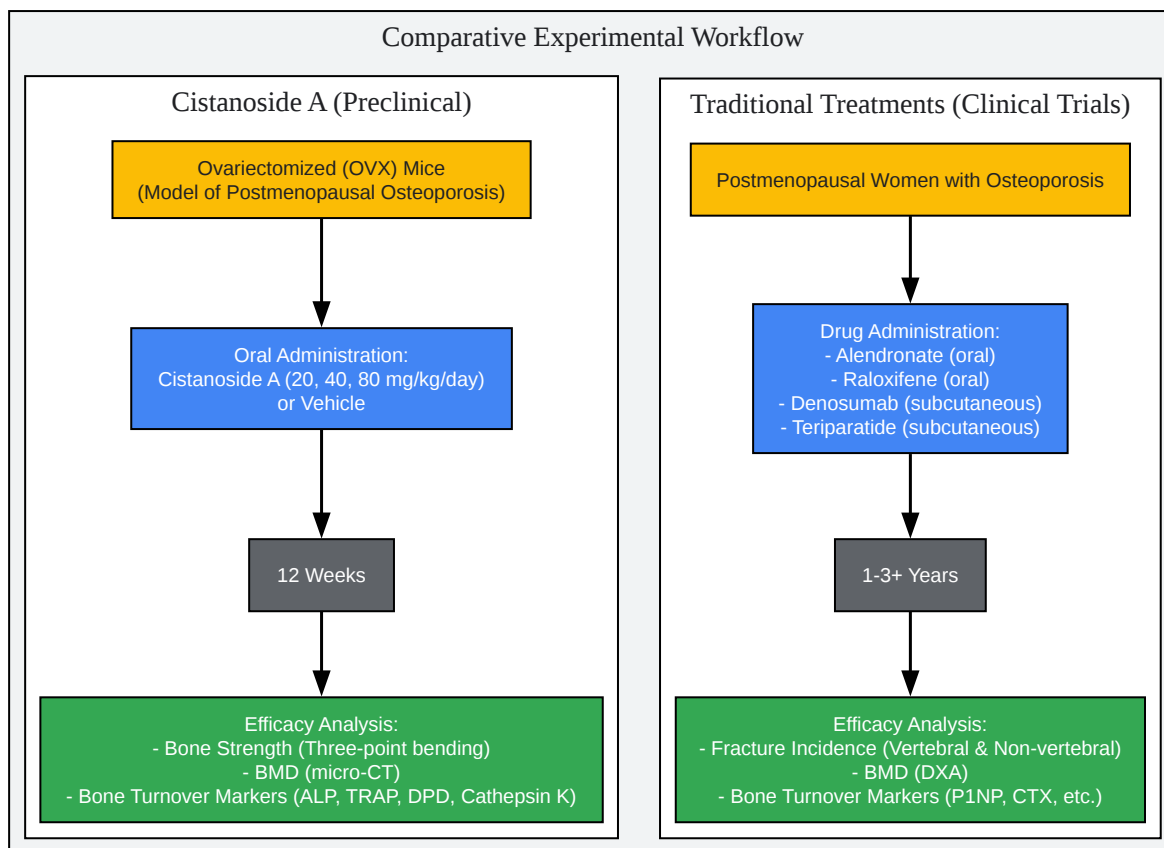 Comparative Experimental Workflow
Cistanoside A (Preclinical)
Ovariectomized (OVX) Mice
(Model of Postmenopausal Osteoporosis)
Oral Administration:
Cistanoside A (20, 40, 80 mg/kg/day)
or Vehicle
12 Weeks
Efficacy Analysis:
- Bone Strength (Three-point bending)
- BMD (micro-CT)
- Bone Turnover Markers (ALP, TRAP, DPD, Cathepsin K)
Traditional Treatments (Clinical Trials)
Postmenopausal Women with Osteoporosis
Drug Administration:
- Alendronate (oral)
- Raloxifene (oral)
- Denosumab (subcutaneous)
- Teriparatide (subcutaneous)
1-3+ Years
Efficacy Analysis:
- Fracture Incidence (Vertebral & Non-vertebral)
- BMD (DXA)
- Bone Turnover Markers (P1NP, CTX, etc.)